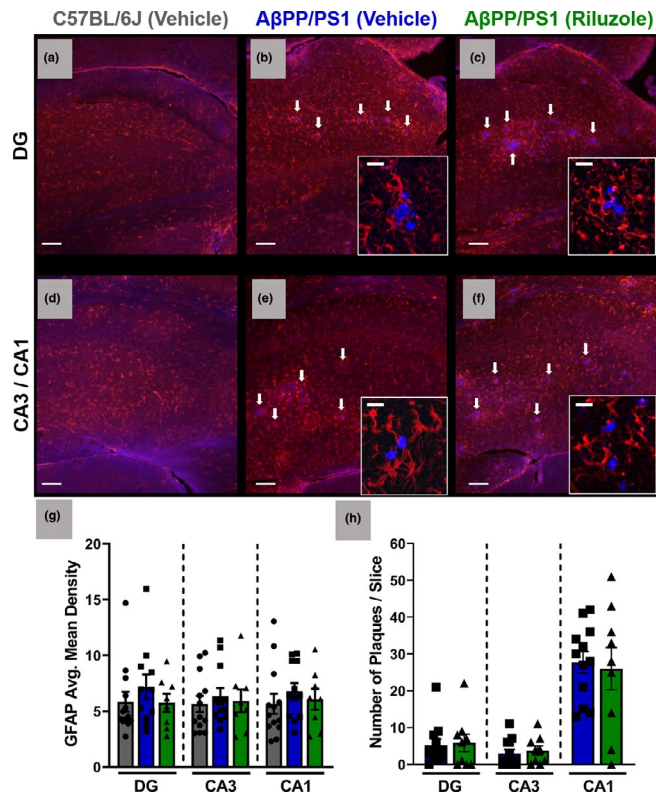 C57BL/6J (Vehicle) AβPP/PS1 (Vehicle) AβPP/PS1 (Riluzole)
DG
(a) (b) (c)
CA3 / CA1
(d) (e) (f)
(g) (h)
GFAP Avg. Mean Density
20
15
10
5
0
DG CA3 CA1
Number of Plaques / Slice
60
50
40
30
20
10
0
DG CA3 CA1